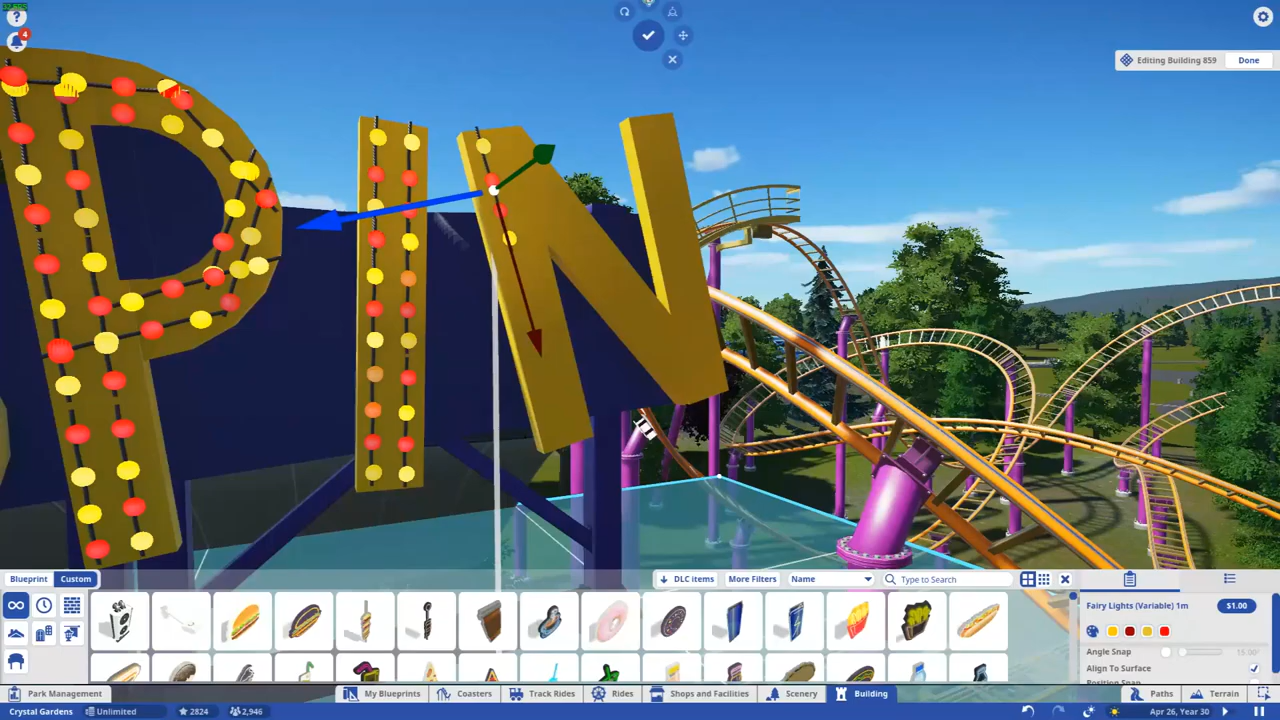 ?
4
Editing Building 859 Done
PIN
Blueprint Custom DLC items More Filters Name Type to Search
Fairy Lights (Variable) 1m $1.00
Angle Snap 15.00°
Align To Surface
Park Management My Blueprints Coasters Track Rides Rides Shops and Facilities Scenery Building Paths Terrain
Crystal Gardens Unlimited 2824 2,946 Apr 26, Year 30